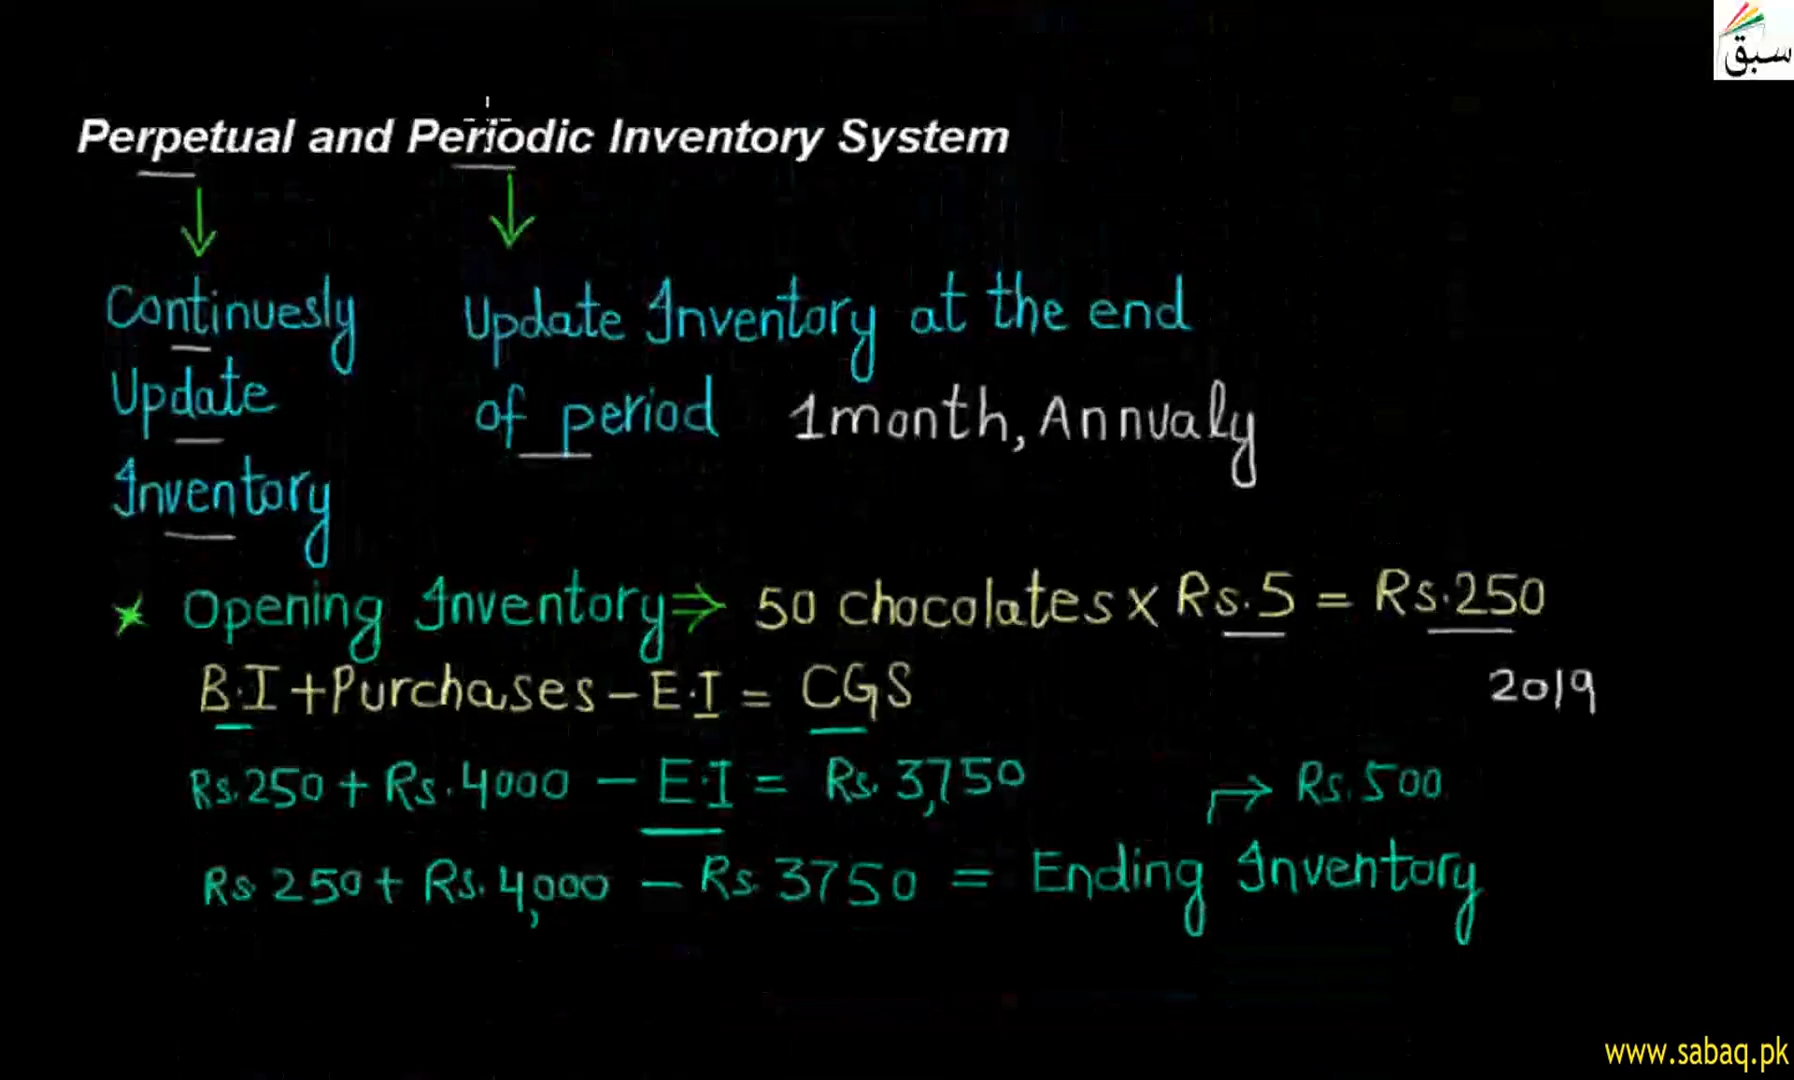 سبق
Perpetual and Periodic Inventory System
Continuesly
Update
Inventory
Update Inventory at the end
of period 1month, Annualy
* Opening Inventory ⇒ 50 chocolates x Rs.5 = Rs.250
B.I + Purchases - E.I = CGS
2019
Rs.250 + Rs.4000 - E.I = Rs. 3,750
→ Rs.500
Rs 250 + Rs. 4,000 - Rs. 3750 = Ending Inventory
www.sabaq.pk